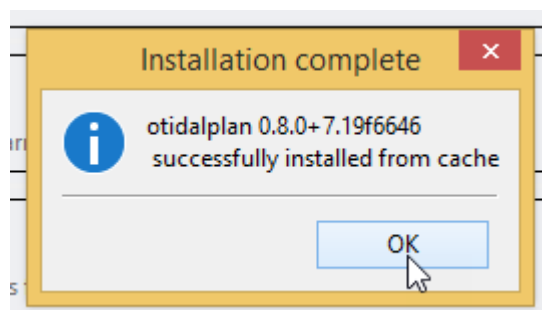 Installation complete
otidalplan 0.8.0+7.19f6646
successfully installed from cache
OK